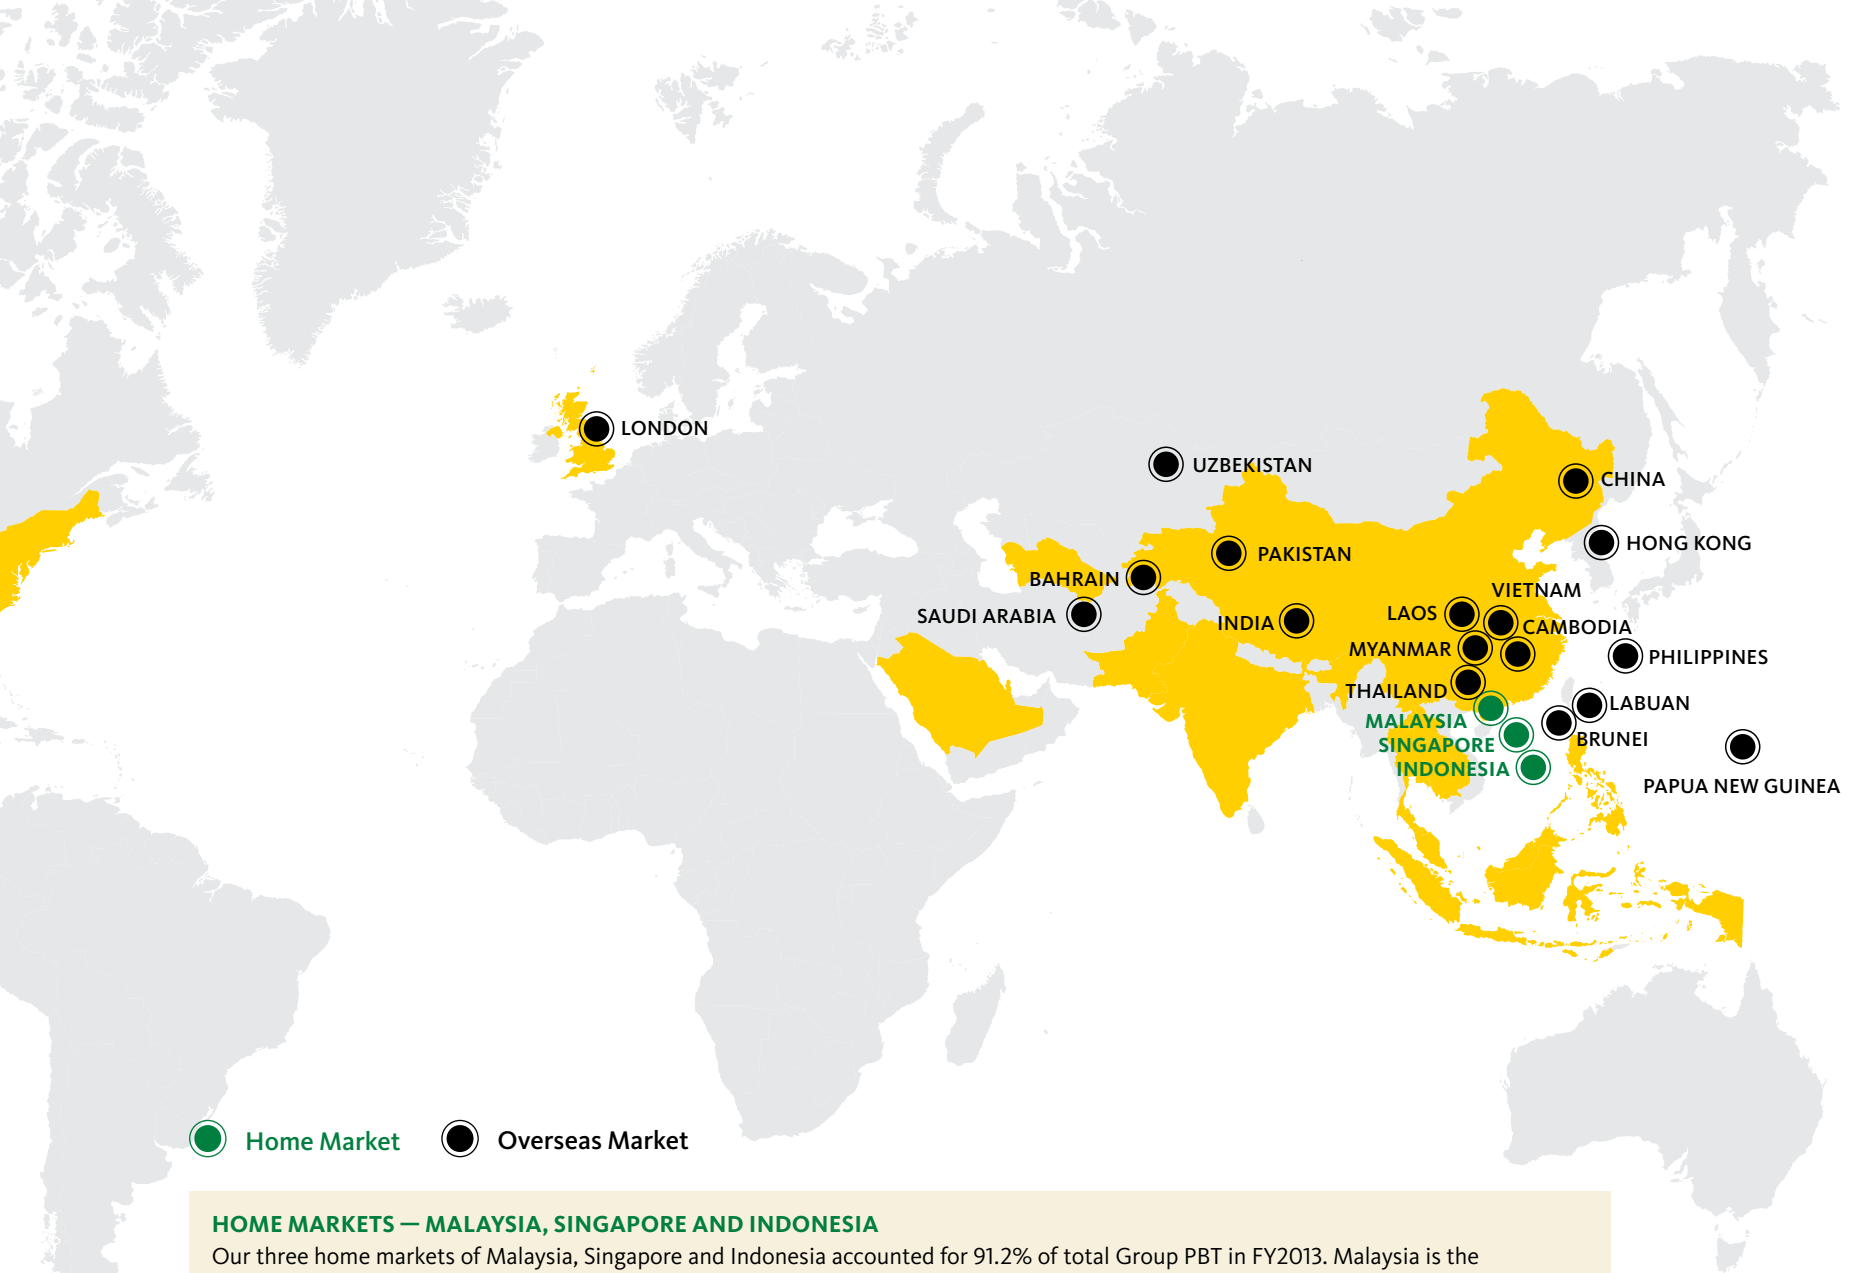 LONDON
UZBEKISTAN
CHINA
HONG KONG
PAKISTAN
BAHRAIN
VIETNAM
SAUDI ARABIA
INDIA
LAOS
CAMBODIA
MYANMAR
PHILIPPINES
THAILAND
LABUAN
MALAYSIA
BRUNEI
SINGAPORE
INDONESIA
PAPUA NEW GUINEA
Home Market
Overseas Market
HOME MARKETS — MALAYSIA, SINGAPORE AND INDONESIA
Our three home markets of Malaysia, Singapore and Indonesia accounted for 91.2% of total Group PBT in FY2013. Malaysia is the